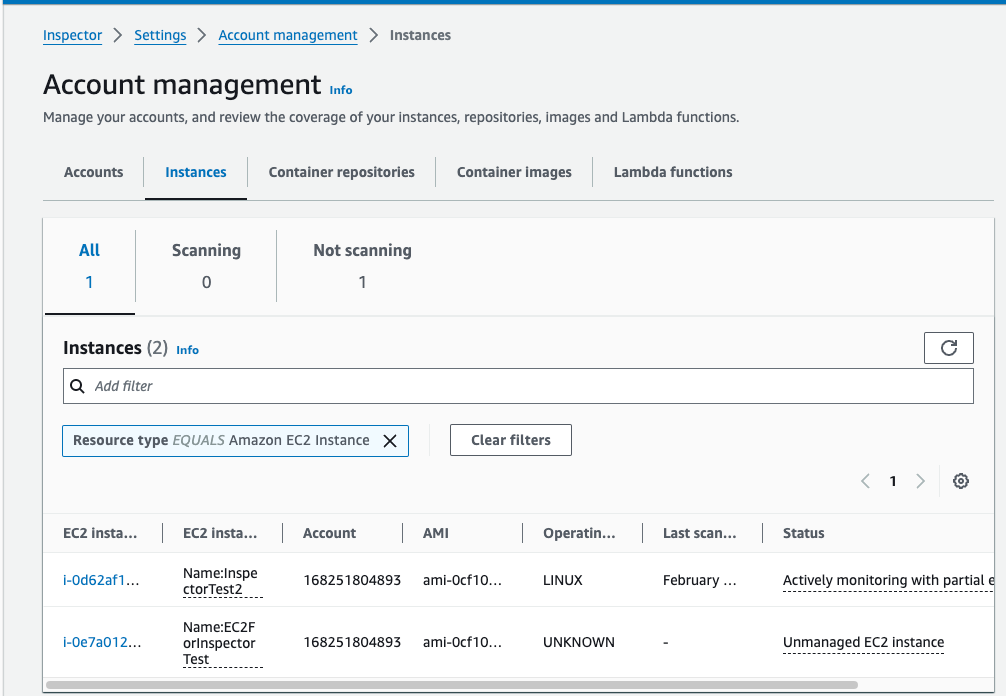 Inspector > Settings > Account management > Instances
Account management Info
Manage your accounts, and review the coverage of your instances, repositories, images and Lambda functions.
Accounts Instances Container repositories Container images Lambda functions
All Scanning Not scanning
1 0 1
Instances (2) Info
Add filter
Resource type EQUALS Amazon EC2 Instance Clear filters
1
EC2 insta... EC2 insta... Account AMI Operatin... Last scan... Status
i-0d62af1... Name:Inspe
ctorTest2 168251804893 ami-0cf10... LINUX February ... Actively monitoring with partial e
i-0e7a012... Name:EC2F
orInspector
Test 168251804893 ami-0cf10... UNKNOWN - Unmanaged EC2 instance